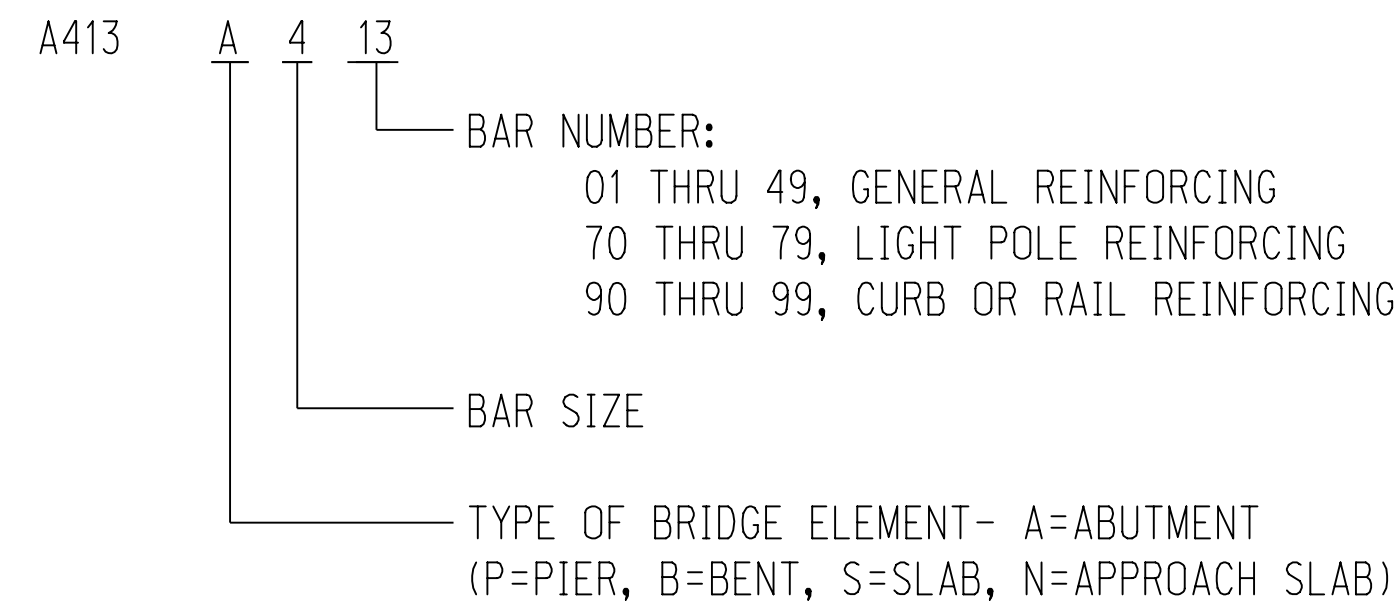 A413 A 4 13
BAR NUMBER:
01 THRU 49, GENERAL REINFORCING
70 THRU 79, LIGHT POLE REINFORCING
90 THRU 99, CURB OR RAIL REINFORCING
BAR SIZE
TYPE OF BRIDGE ELEMENT- A=ABUTMENT
(P=PIER, B=BENT, S=SLAB, N=APPROACH SLAB)